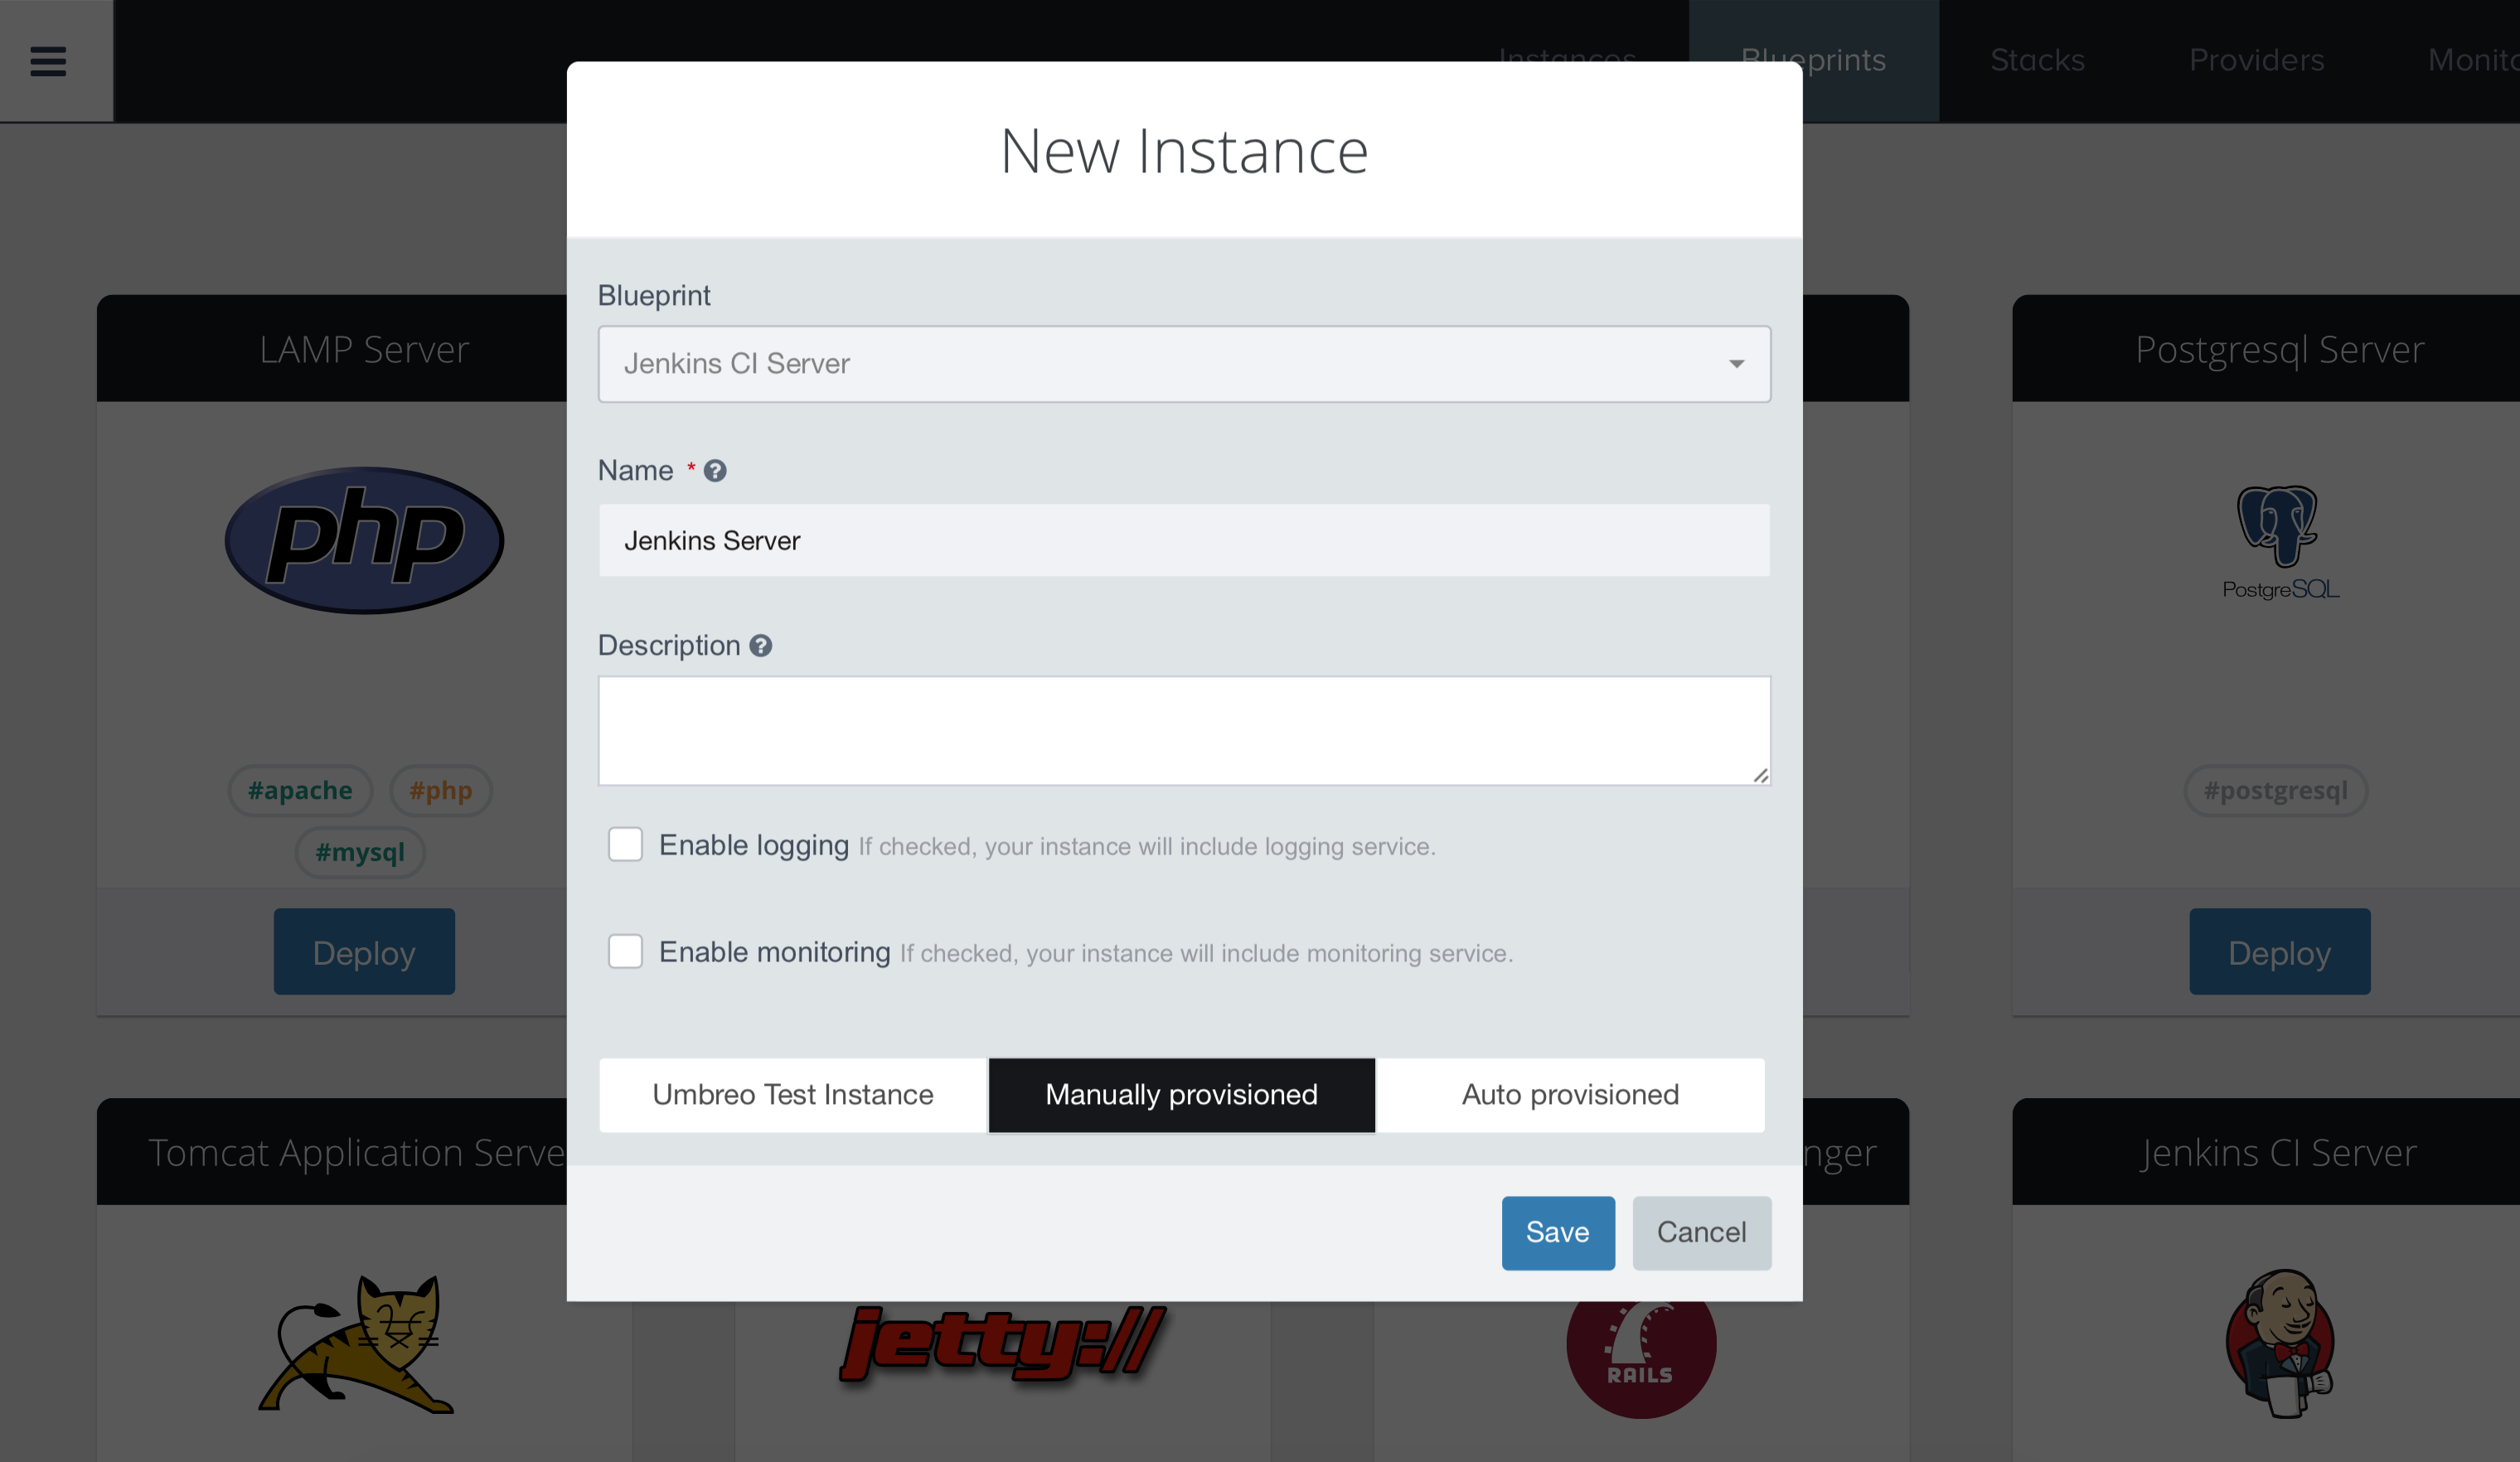 Instances
Blueprints
Stacks
Providers
New Instance
Blueprint
Jenkins CI Server
Name *
Jenkins Server
Description
Enable logging If checked, your instance will include logging service.
Enable monitoring If checked, your instance will include monitoring service.
Umbreo Test Instance
Manually provisioned
Auto provisioned
Save
Cancel
LAMP Server
php
#apache
#php
#mysql
Deploy
Postgresql Server
PostgreSQL
#postgresql
Deploy
Tomcat Application
jetty://
RAILS
Jenkins CI Server